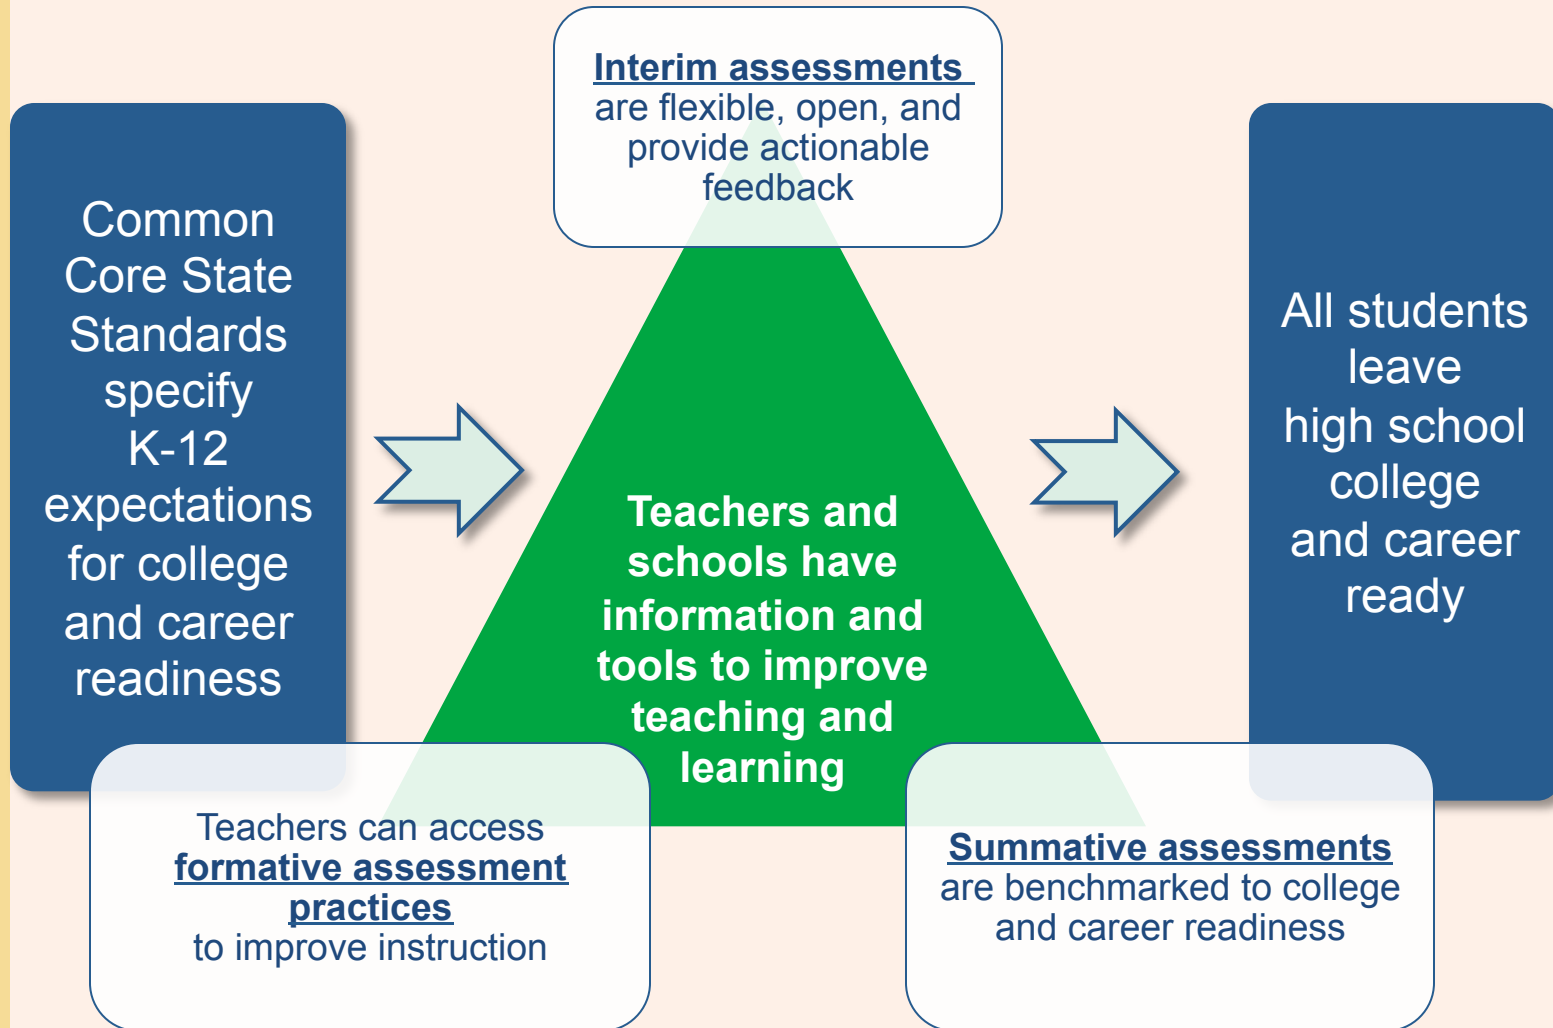 Common
Core State
Standards
specify
K-12
expectations
for college
and career
readiness
Interim assessments
are flexible, open, and
provide actionable
feedback
Teachers and
schools have
information and
tools to improve
teaching and
learning
All students
leave
high school
college
and career
ready
Teachers can access
formative assessment
practices
to improve instruction
Summative assessments
are benchmarked to college
and career readiness